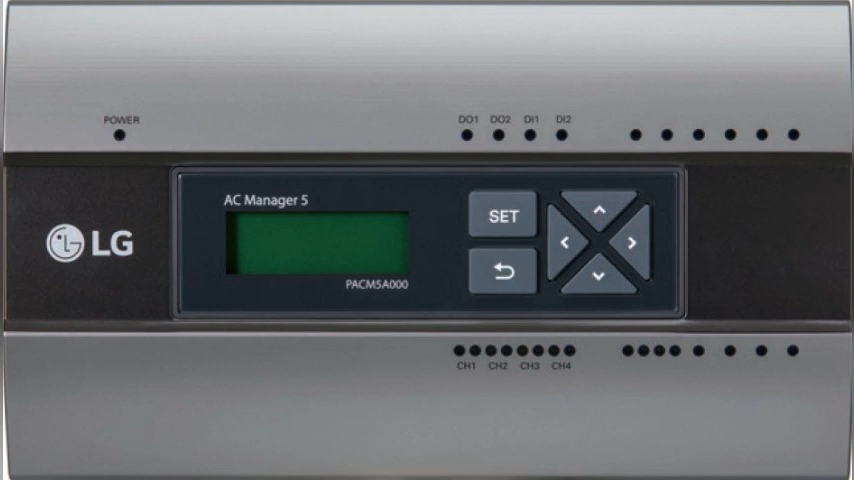 POWER
DO1 DO2 DI1 DI2
AC Manager 5
SET
LG
PACM5A000
CH1 CH2 CH3 CH4